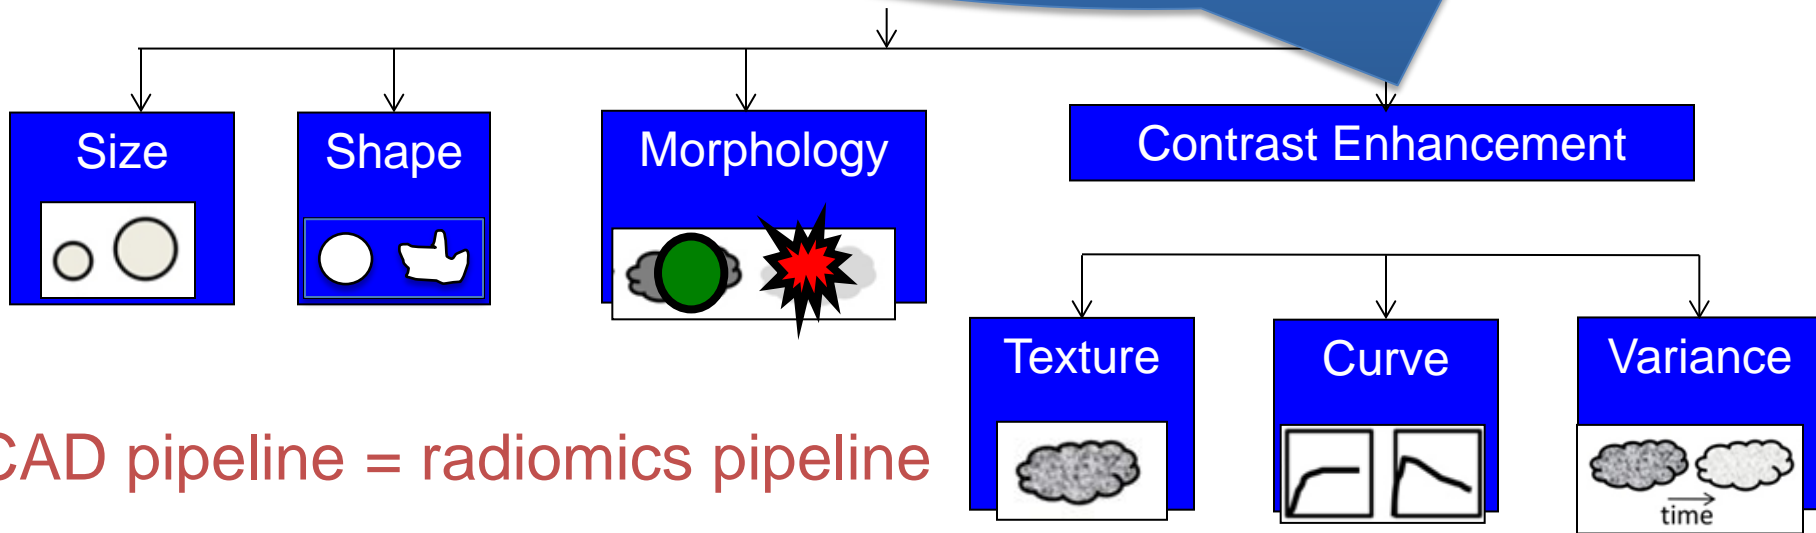 Size
Shape
Morphology
Contrast Enhancement
Texture
Curve
Variance
CAD pipeline = radiomics pipeline
time